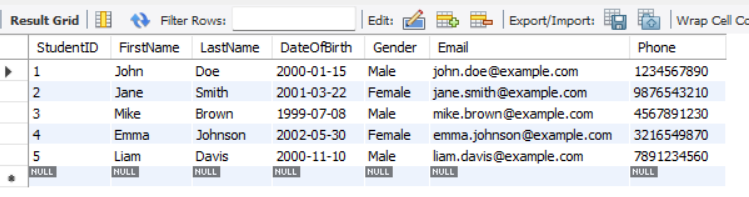 Result Grid Filter Rows: Edit: Export/Import: Wrap Cell Co
StudentID FirstName LastName DateOfBirth Gender Email Phone
1 John Doe 2000-01-15 Male john.doe@example.com 1234567890
2 Jane Smith 2001-03-22 Female jane.smith@example.com 9876543210
3 Mike Brown 1999-07-08 Male mike.brown@example.com 4567891230
4 Emma Johnson 2002-05-30 Female emma.johnson@example.com 3216549870
5 Liam Davis 2000-11-10 Male liam.davis@example.com 7891234560
NULL NULL NULL NULL NULL NULL NULL